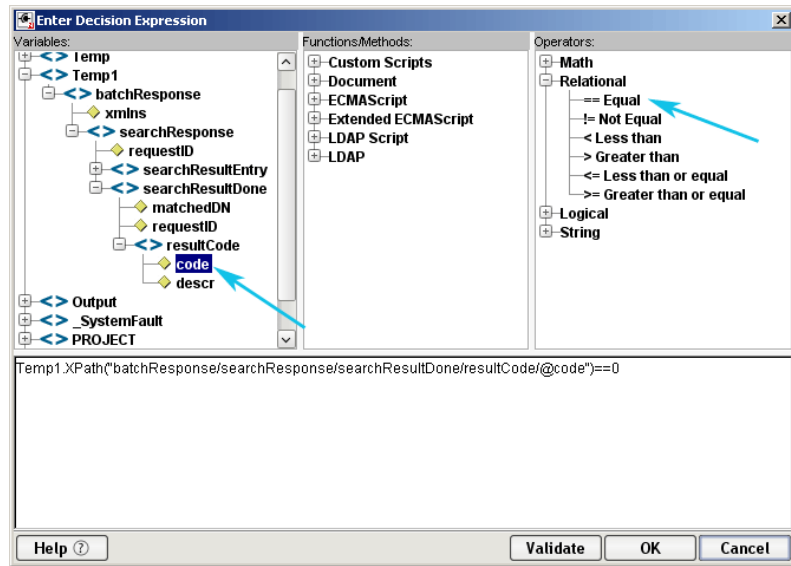 Enter Decision Expression
Variables:
Temp
Temp1
batchResponse
xmlns
searchResponse
requestID
searchResultEntry
searchResultDone
matchedDN
requestID
resultCode
code
descr
Output
_SystemFault
PROJECT
Functions/Methods:
Custom Scripts
Document
ECMAScript
Extended ECMAScript
LDAP Script
LDAP
Operators:
Math
Relational
== Equal
!= Not Equal
< Less than
> Greater than
<= Less than or equal
>= Greater than or equal
Logical
String
Temp1.XPath("batchResponse/searchResponse/searchResultDone/resultCode/@code")==0
Help ?
Validate
OK
Cancel